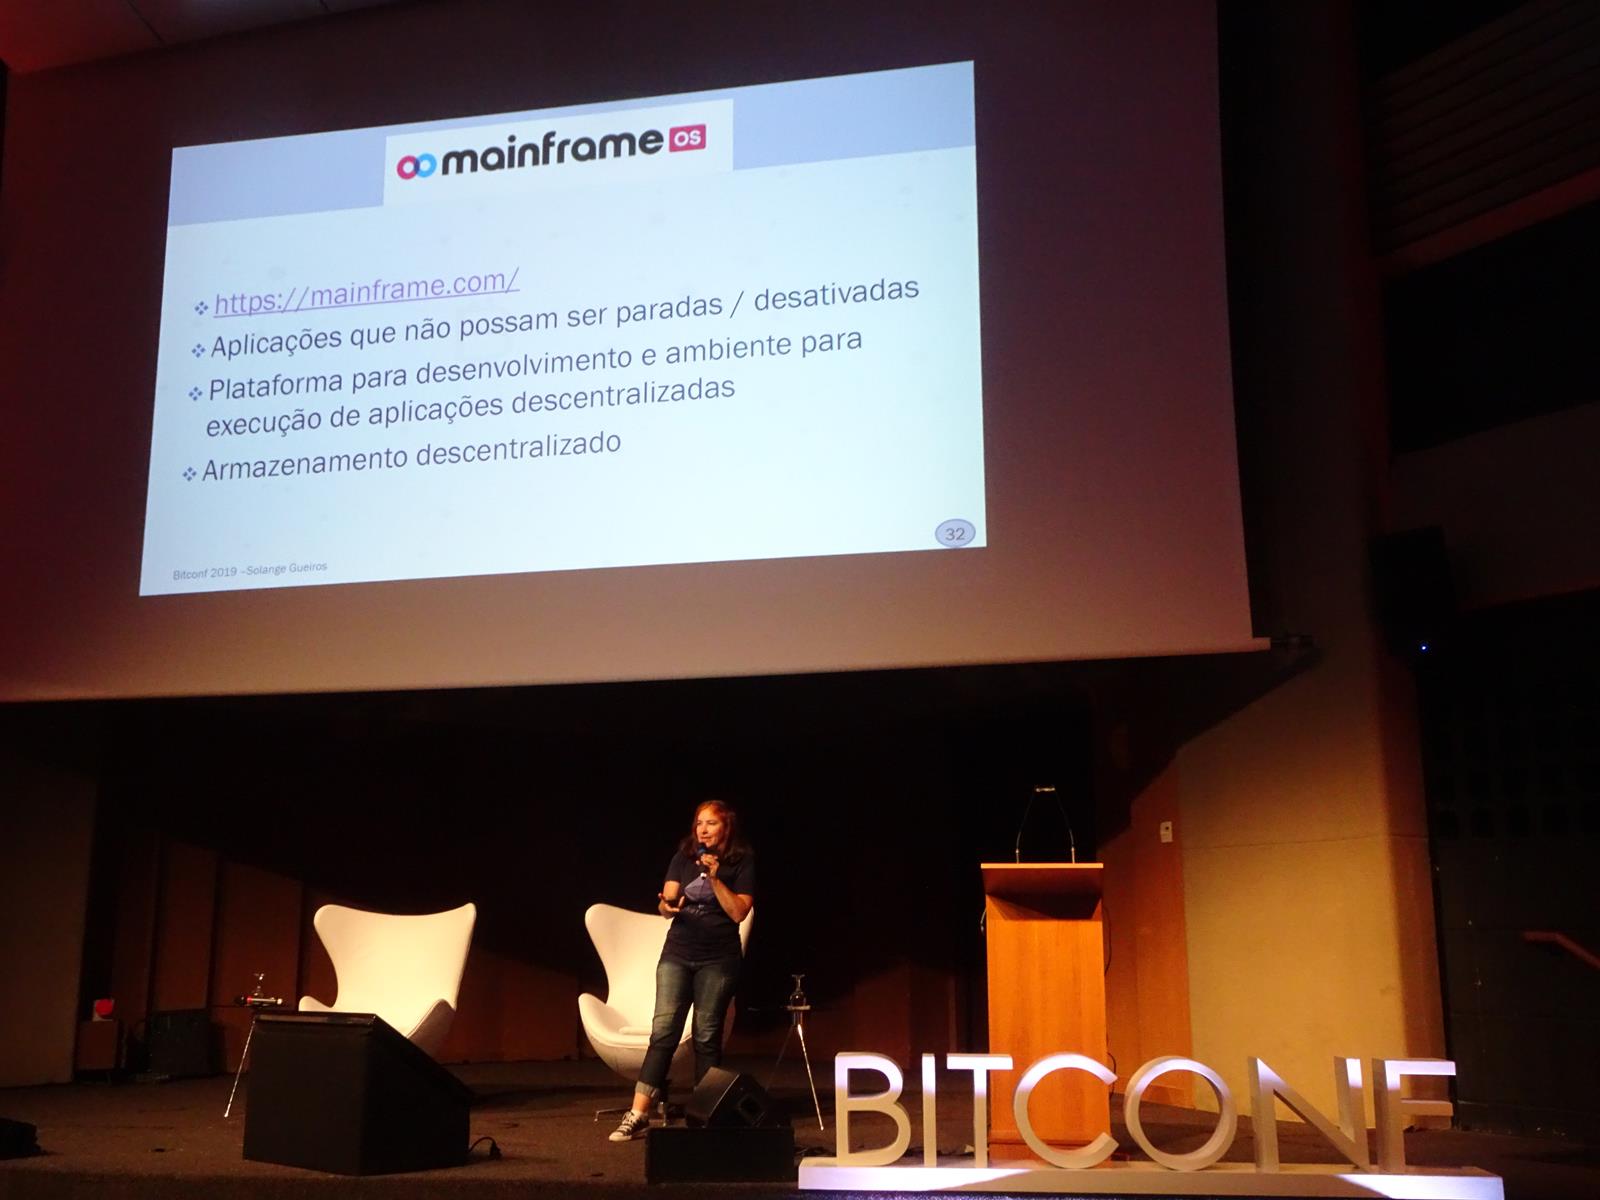 mainframe OS
❖ https://mainframe.com/
❖ Aplicações que não possam ser paradas / desativadas
❖ Plataforma para desenvolvimento e ambiente para
execução de aplicações descentralizadas
❖ Armazenamento descentralizado
32
Bitconf 2019 –Solange Gueiros
BITCONF